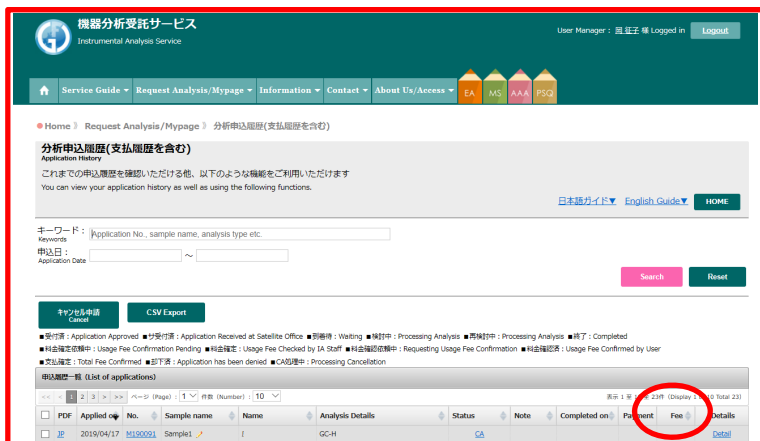 機器分析受託サービス
Instrumental Analysis Service
User Manager : 岡 征子 様 Logged in Logout
Service Guide Request Analysis/Mypage Information Contact About Us/Access EA MS AAA PSQ
Home 》 Request Analysis/Mypage 》 分析申込履歴(支払履歴を含む)
分析申込履歴(支払履歴を含む)
Application History
これまでの申込履歴を確認いただける他、以下のような機能をご利用いただけます
You can view your application history as well as using the following functions.
日本語ガイド▼ English Guide▼ HOME
キーワード :
Keywords
Application No., sample name, analysis type etc.
申込日 :
Application Date
～
Search Reset
キャンセル申請
Cancel
CSV Export
■受付済 : Application Approved ■サ受付済 : Application Received at Satellite Office ■到着待 : Waiting ■検討中 : Processing Analysis ■再検討中 : Processing Analysis ■終了 : Completed
■料金確定依頼中 : Usage Fee Confirmation Pending ■料金確定 : Usage Fee Checked by IA Staff ■料金確認依頼中 : Requesting Usage Fee Confirmation ■料金確認済 : Usage Fee Confirmed by User
■支払確定 : Total Fee Confirmed ■却下済 : Application has been denied ■CA処理中 : Processing Cancellation
申込履歴一覧 (List of applications)
<< < 1 2 3 > >> ページ (Page) : 1 件数 (Number) : 10
表示 1 至 10 全 23件 (Display 1 to 10 Total 23)
PDF Applied on No. Sample name Name Analysis Details Status Note Completed on Payment Fee Details
JP 2019/04/17 M190091 Sample1 GC-H CA Detail